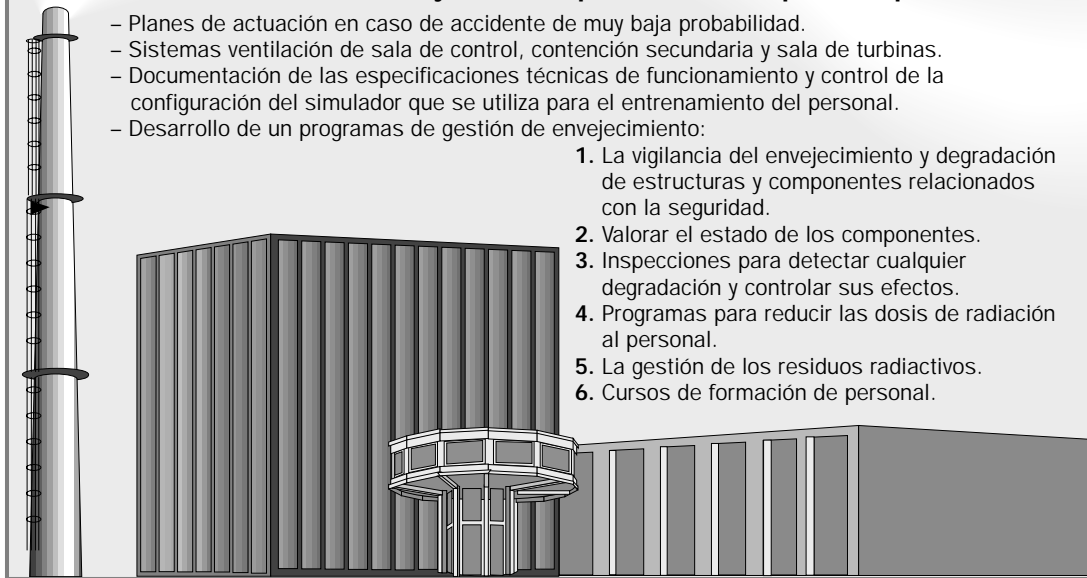 – Planes de actuación en caso de accidente de muy baja probabilidad.
– Sistemas ventilación de sala de control, contención secundaria y sala de turbinas.
– Documentación de las especificaciones técnicas de funcionamiento y control de la
configuración del simulador que se utiliza para el entrenamiento del personal.
– Desarrollo de un programas de gestión de envejecimiento:
1. La vigilancia del envejecimiento y degradación
de estructuras y componentes relacionados
con la seguridad.
2. Valorar el estado de los componentes.
3. Inspecciones para detectar cualquier
degradación y controlar sus efectos.
4. Programas para reducir las dosis de radiación
al personal.
5. La gestión de los residuos radiactivos.
6. Cursos de formación de personal.